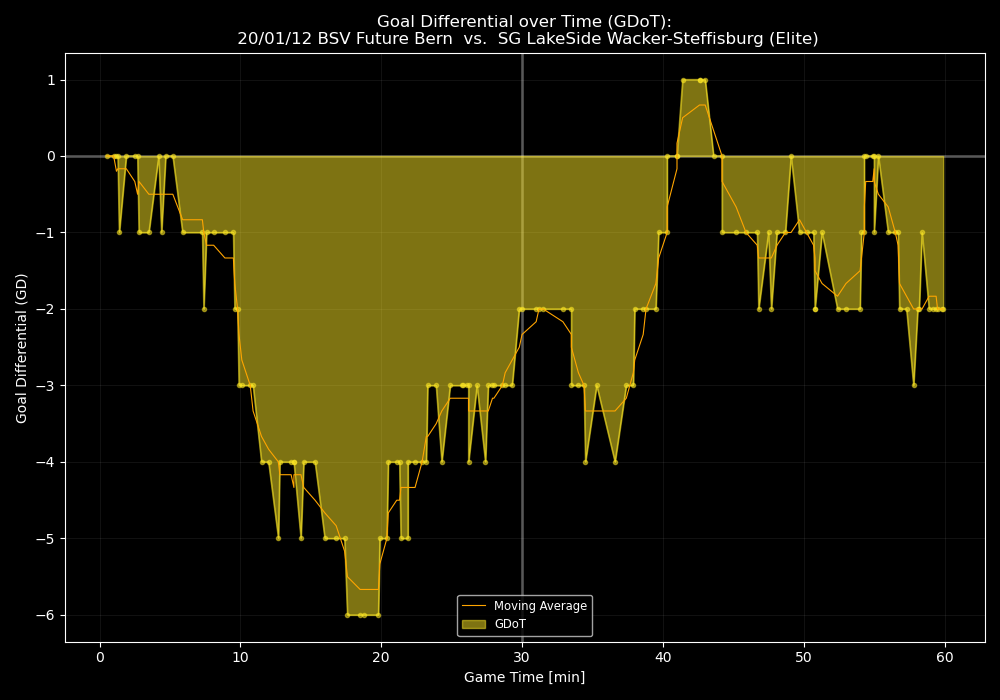 Goal Differential over Time (GDoT):
20/01/12 BSV Future Bern  vs.  SG LakeSide Wacker-Steffisburg (Elite)
Goal Differential (GD)
1
0
−1
−2
−3
−4
−5
−6
Moving Average
GDoT
0 10 20 30 40 50 60
Game Time [min]